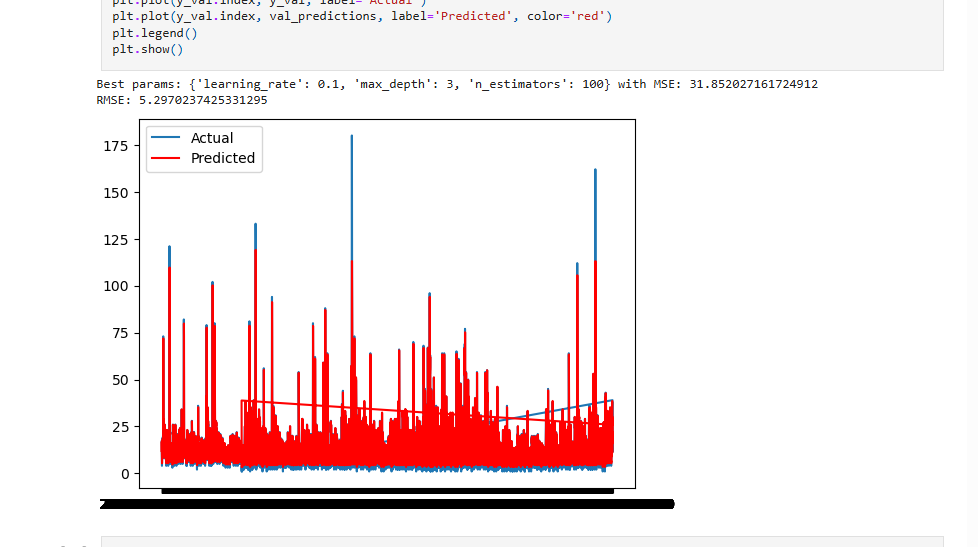 plt.plot(y_val.index, y_val, label='Actual')
plt.plot(y_val.index, val_predictions, label='Predicted', color='red')
plt.legend()
plt.show()
Best params: {'learning_rate': 0.1, 'max_depth': 3, 'n_estimators': 100} with MSE: 31.852027161724912
RMSE: 5.2970237425331295
Actual
Predicted
175
150
125
100
75
50
25
0